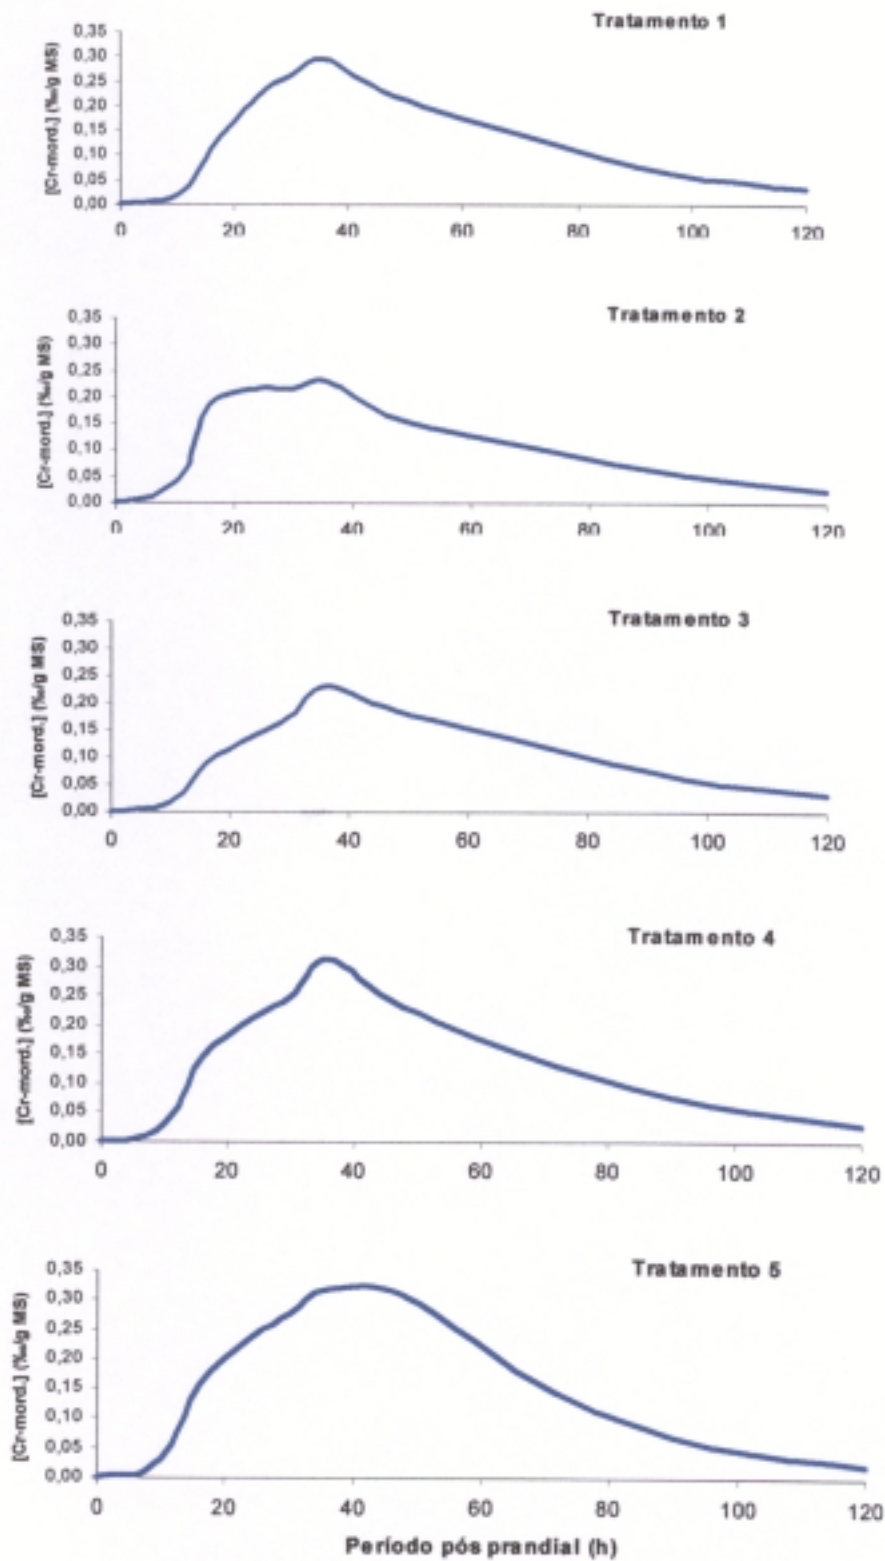 Tratamento 1
[Cr-mord.] (‰/g MS)
0,35
0,30
0,25
0,20
0,15
0,10
0,05
0,00
0 20 40 60 80 100 120
Tratamento 2
[Cr-mord.] (‰/g MS)
0,35
0,30
0,25
0,20
0,15
0,10
0,05
0,00
0 20 40 60 80 100 120
Tratamento 3
[Cr-mord.] (‰/g MS)
0,35
0,30
0,25
0,20
0,15
0,10
0,05
0,00
0 20 40 60 80 100 120
Tratamento 4
[Cr-mord.] (‰/g MS)
0,35
0,30
0,25
0,20
0,15
0,10
0,05
0,00
0 20 40 60 80 100 120
Tratamento 5
[Cr-mord.] (‰/g MS)
0,35
0,30
0,25
0,20
0,15
0,10
0,05
0,00
0 20 40 60 80 100 120
Período pós prandial (h)